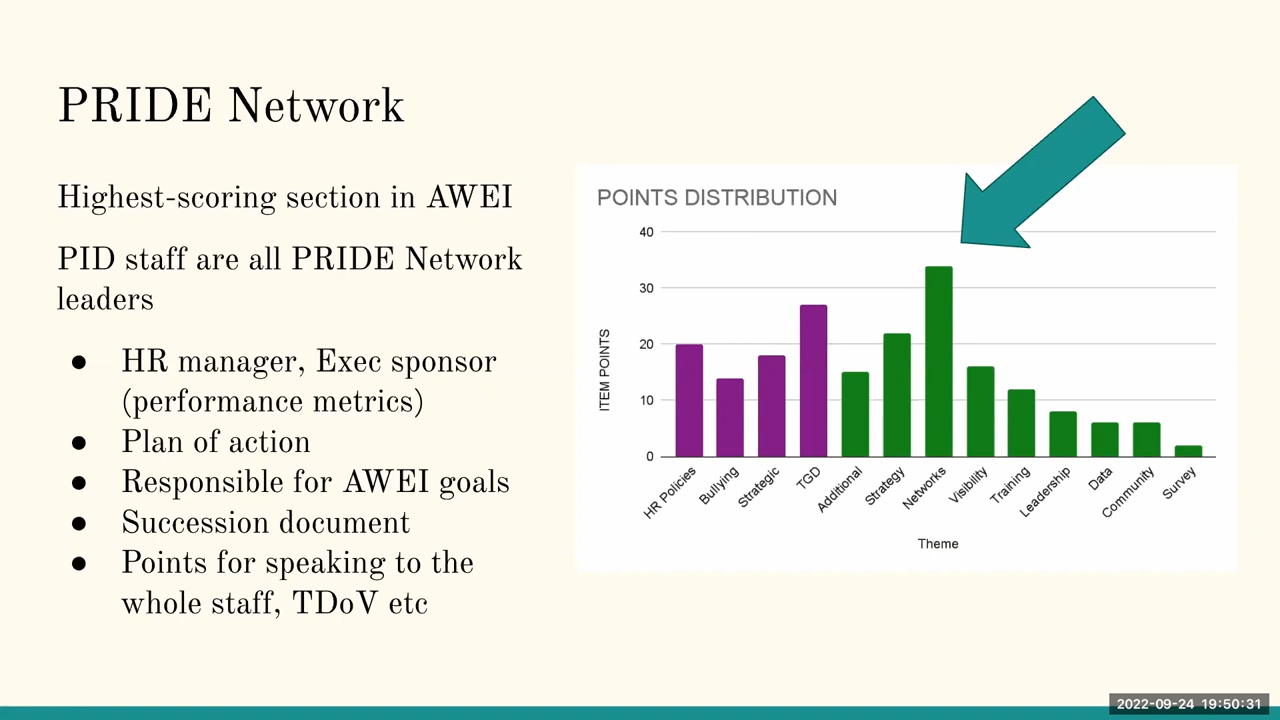 PRIDE Network
Highest-scoring section in AWEI
PID staff are all PRIDE Network
leaders
● HR manager, Exec sponsor
(performance metrics)
● Plan of action
● Responsible for AWEI goals
● Succession document
● Points for speaking to the
whole staff, TDoV etc
POINTS DISTRIBUTION
40
30
20
10
0
ITEM POINTS
HR Policies
Bullying
Strategic
TGD
Additional
Strategy
Networks
Visibility
Training
Leadership
Data
Community
Survey
Theme
2022-09-24 19:50:31